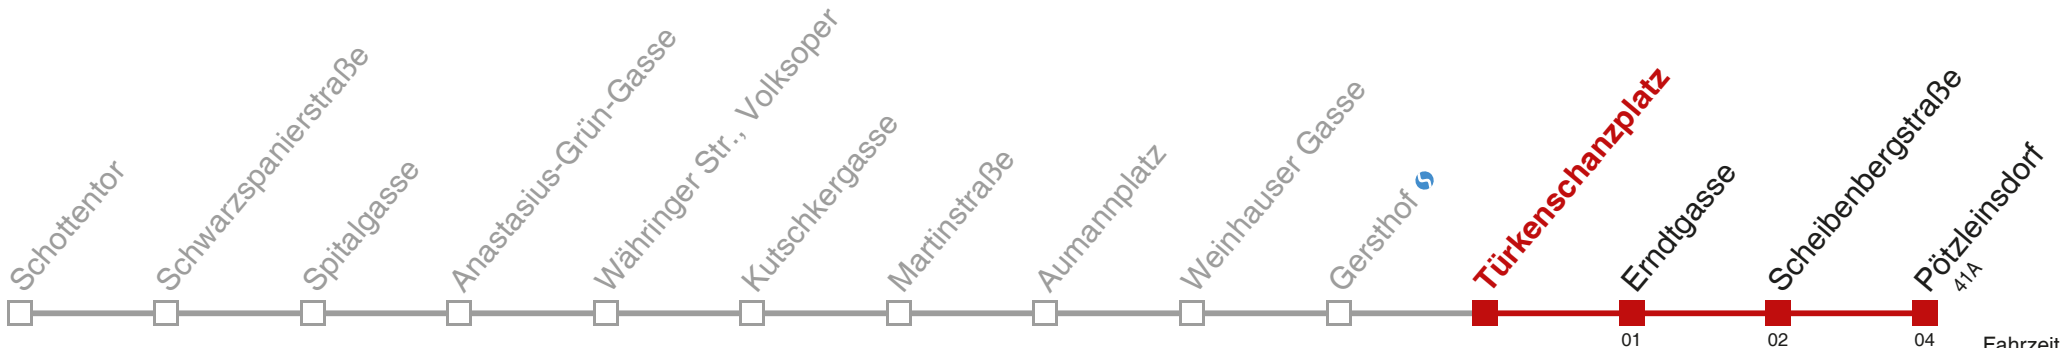 Schottentor
Schwarzspanierstraße
Spitalgasse
Anastasius-Grün-Gasse
Währinger Str., Volksoper
Kutschkergasse
Martinstraße
Aumannplatz
Weinhauser Gasse
Gersthof
Türkenschanzplatz
Erndtgasse
Scheibenbergstraße
Pötzleinsdorf
41A
01
02
04
Fahrzeit